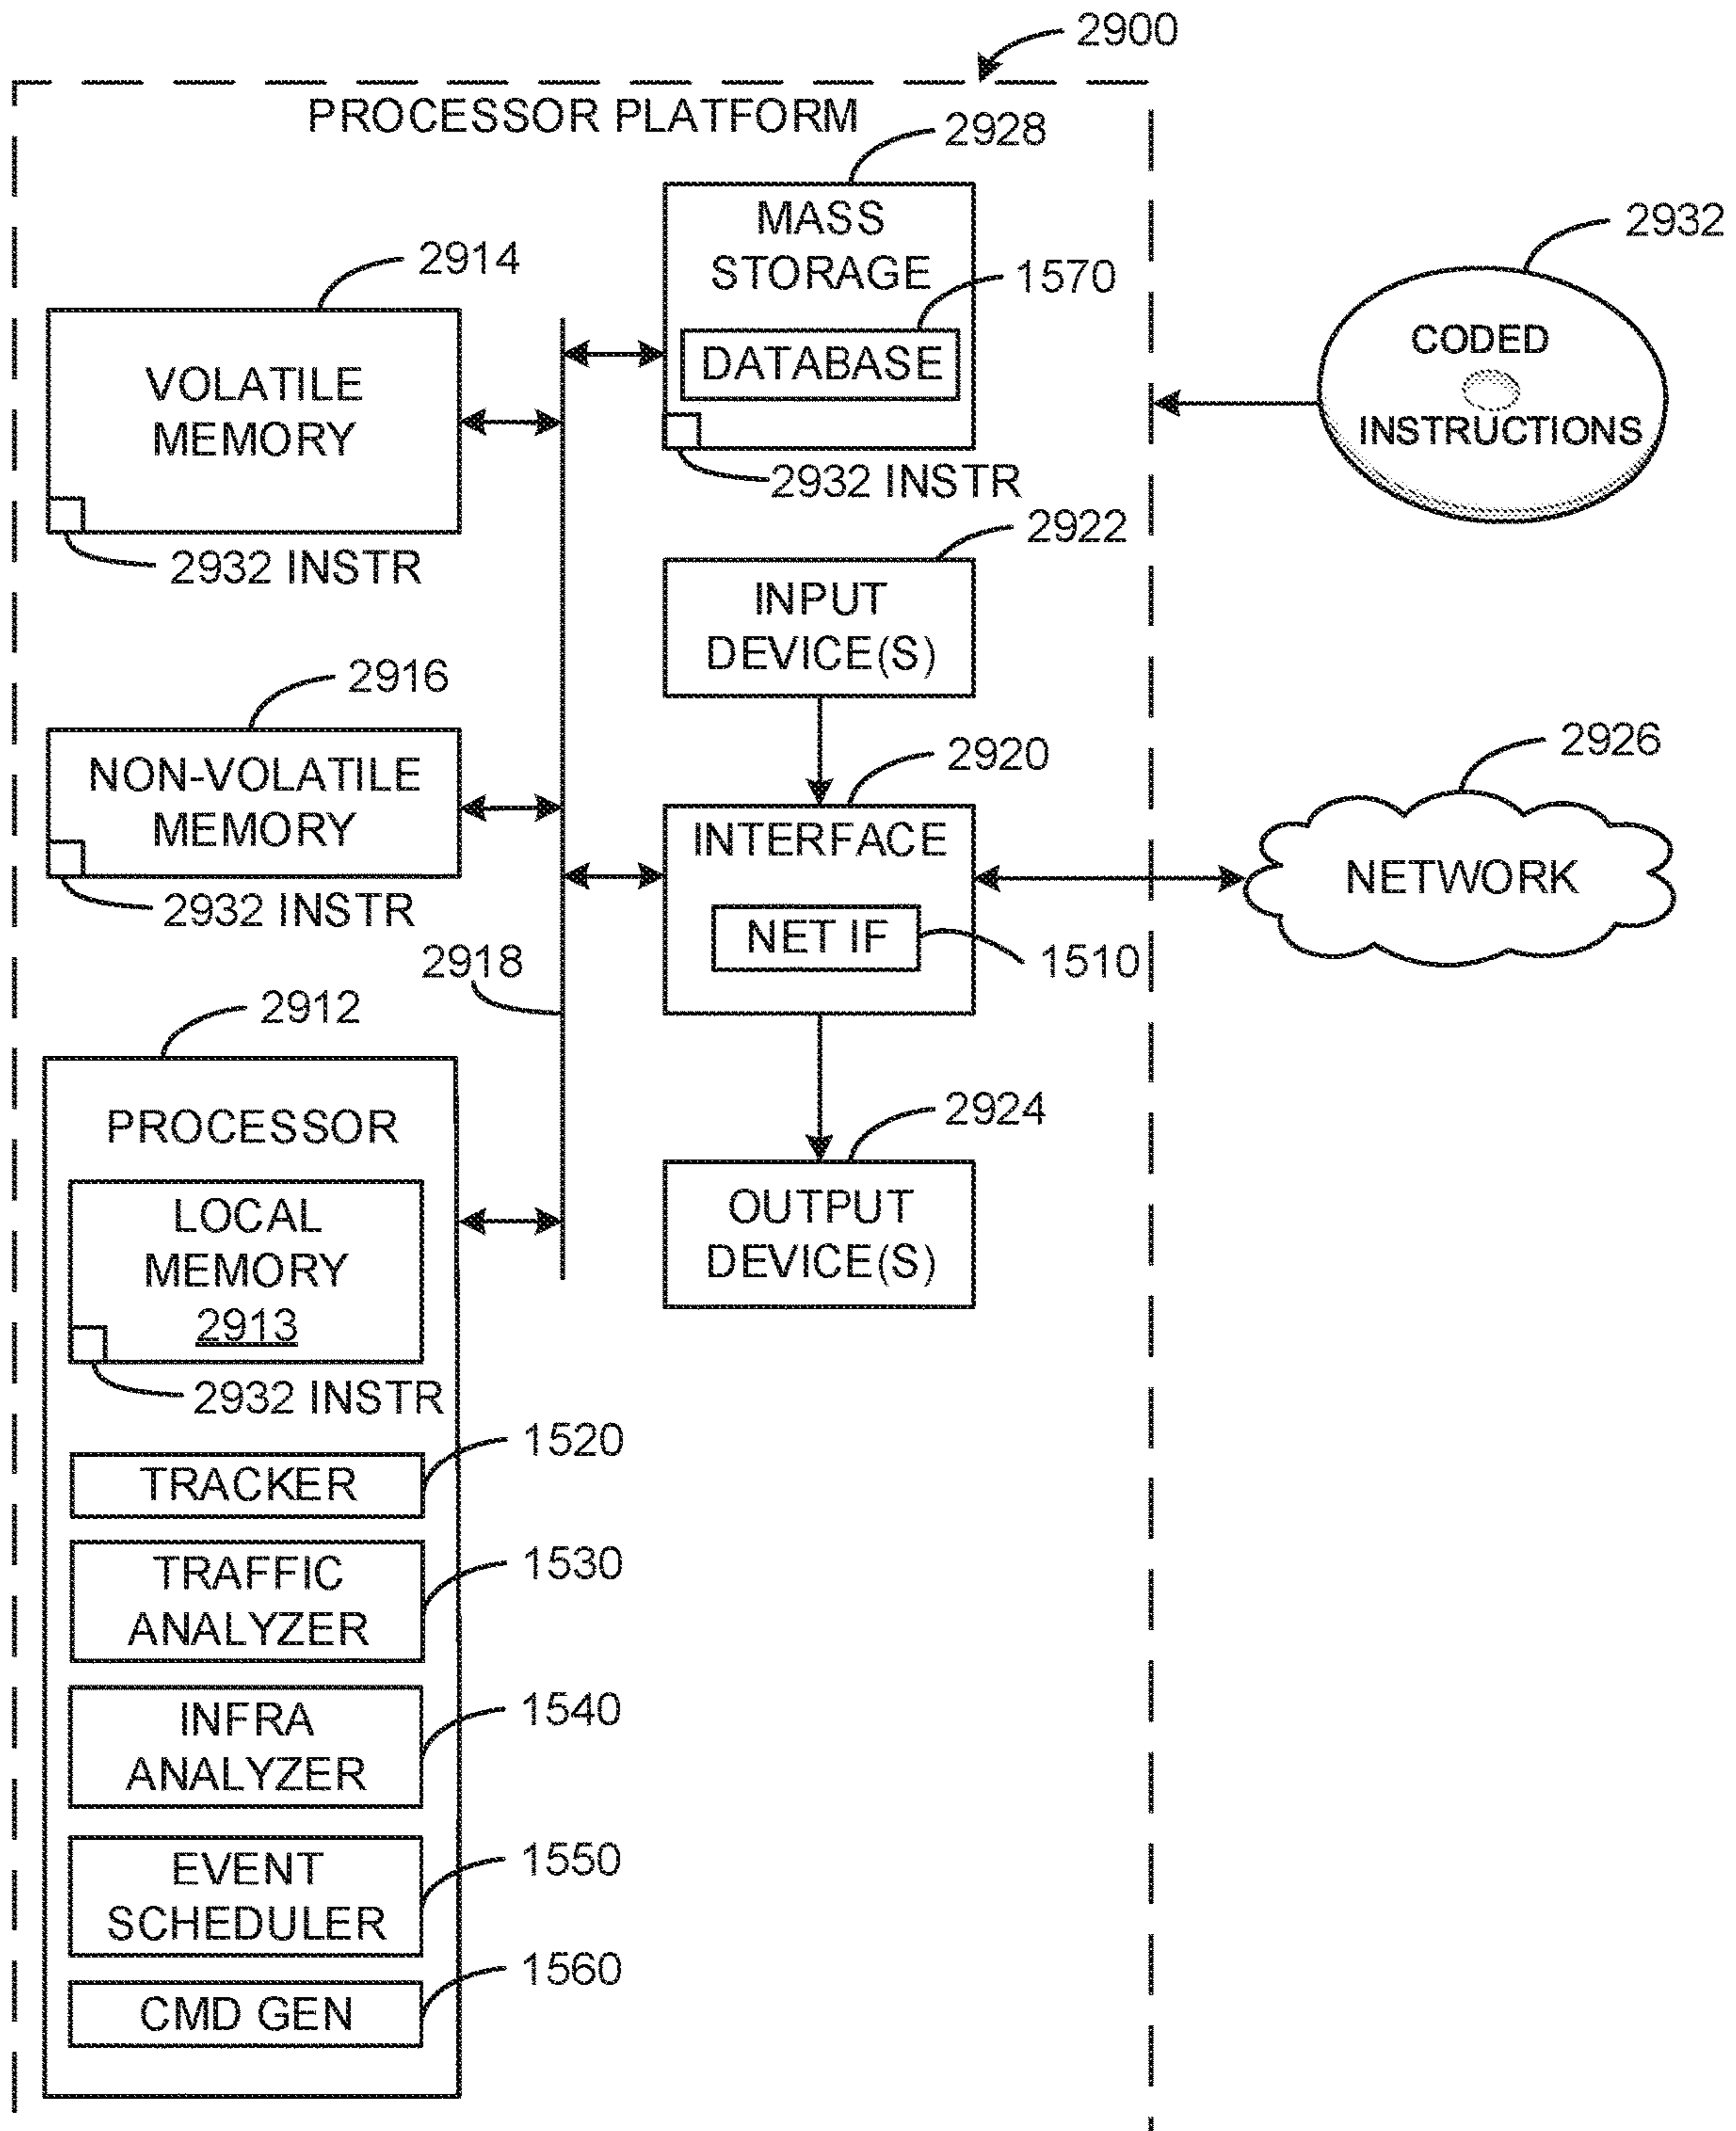 2900
PROCESSOR PLATFORM
2928
MASS
STORAGE
1570
DATABASE
2932 INSTR
2914
VOLATILE
MEMORY
2932 INSTR
2932
CODED
INSTRUCTIONS
2922
INPUT
DEVICE(S)
2916
NON-VOLATILE
MEMORY
2932 INSTR
2920
INTERFACE
NET IF
1510
2926
NETWORK
2918
2912
PROCESSOR
LOCAL
MEMORY
2913
2932 INSTR
2924
OUTPUT
DEVICE(S)
1520
TRACKER
1530
TRAFFIC
ANALYZER
1540
INFRA
ANALYZER
1550
EVENT
SCHEDULER
1560
CMD GEN